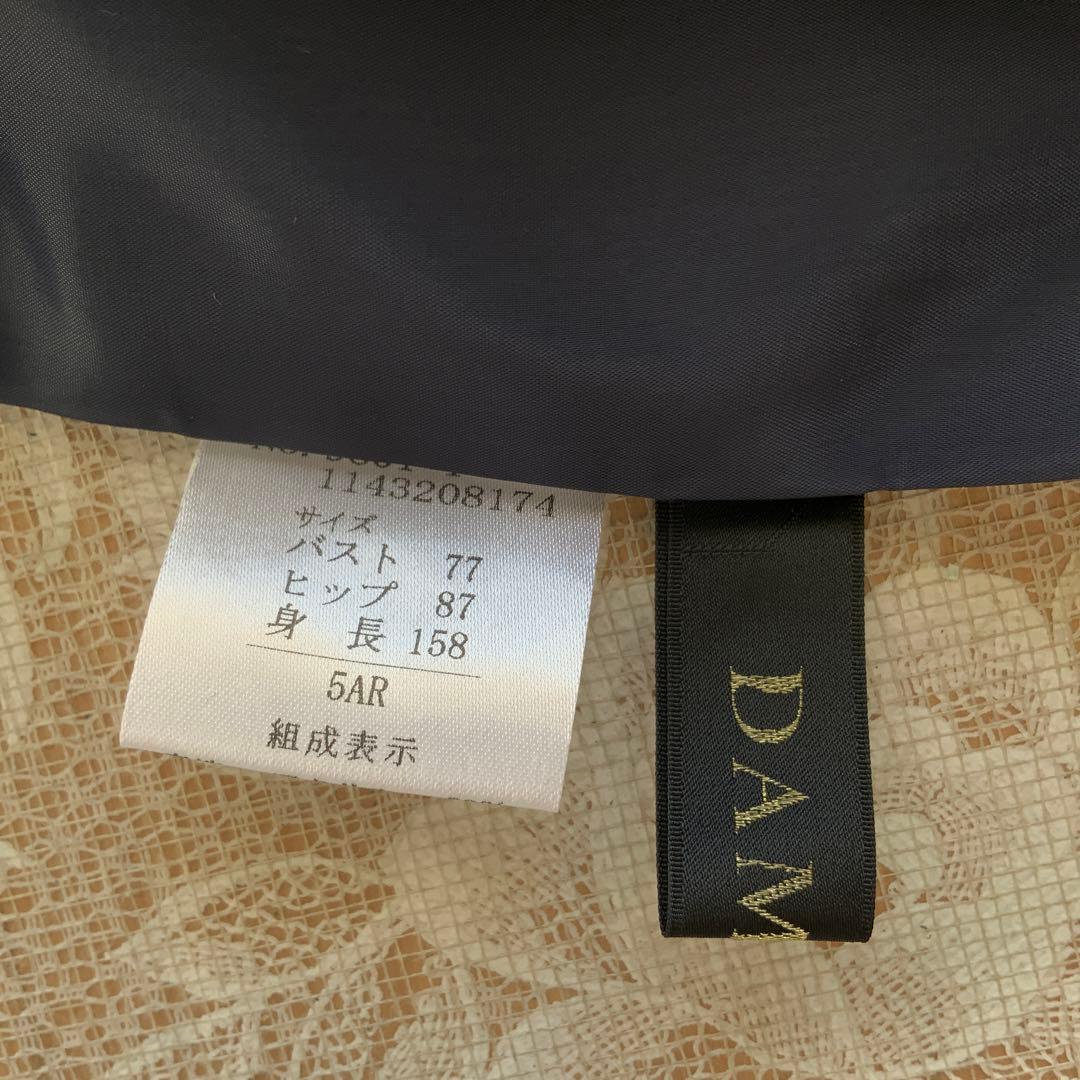 1143208174
サイズ
バスト 77
ヒップ 87
身 長 158
5AR
組成表示
DAM